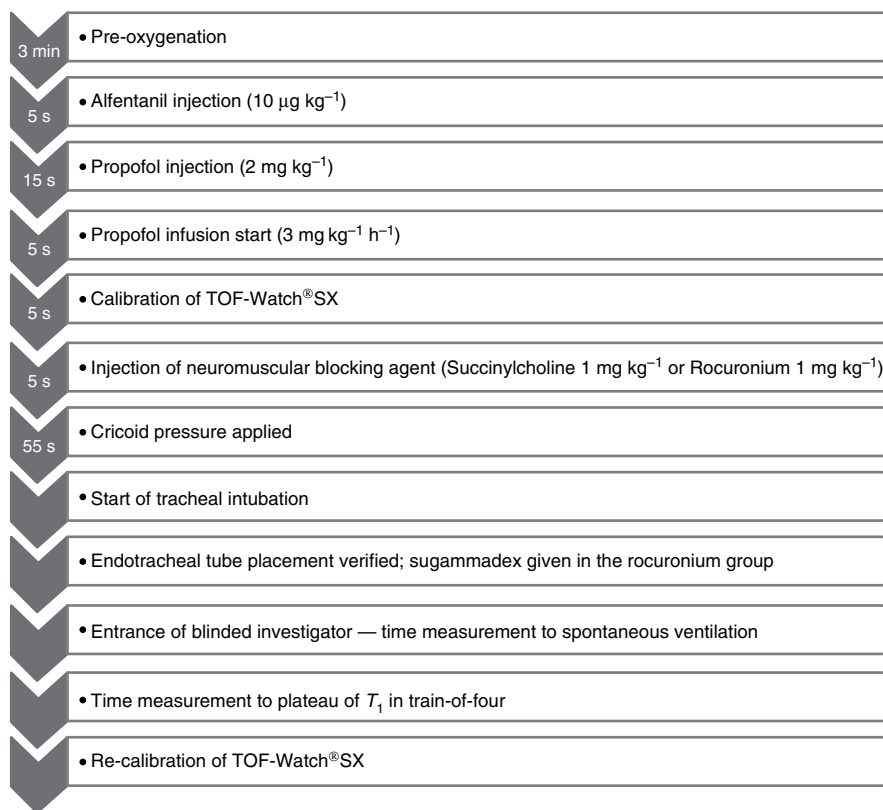 3 min
• Pre-oxygenation
5 s
• Alfentanil injection (10 μg kg⁻¹)
15 s
• Propofol injection (2 mg kg⁻¹)
5 s
• Propofol infusion start (3 mg kg⁻¹ h⁻¹)
5 s
• Calibration of TOF-Watch®SX
5 s
• Injection of neuromuscular blocking agent (Succinylcholine 1 mg kg⁻¹ or Rocuronium 1 mg kg⁻¹)
55 s
• Cricoid pressure applied
• Start of tracheal intubation
• Endotracheal tube placement verified; sugammadex given in the rocuronium group
• Entrance of blinded investigator — time measurement to spontaneous ventilation
• Time measurement to plateau of T₁ in train-of-four
• Re-calibration of TOF-Watch®SX